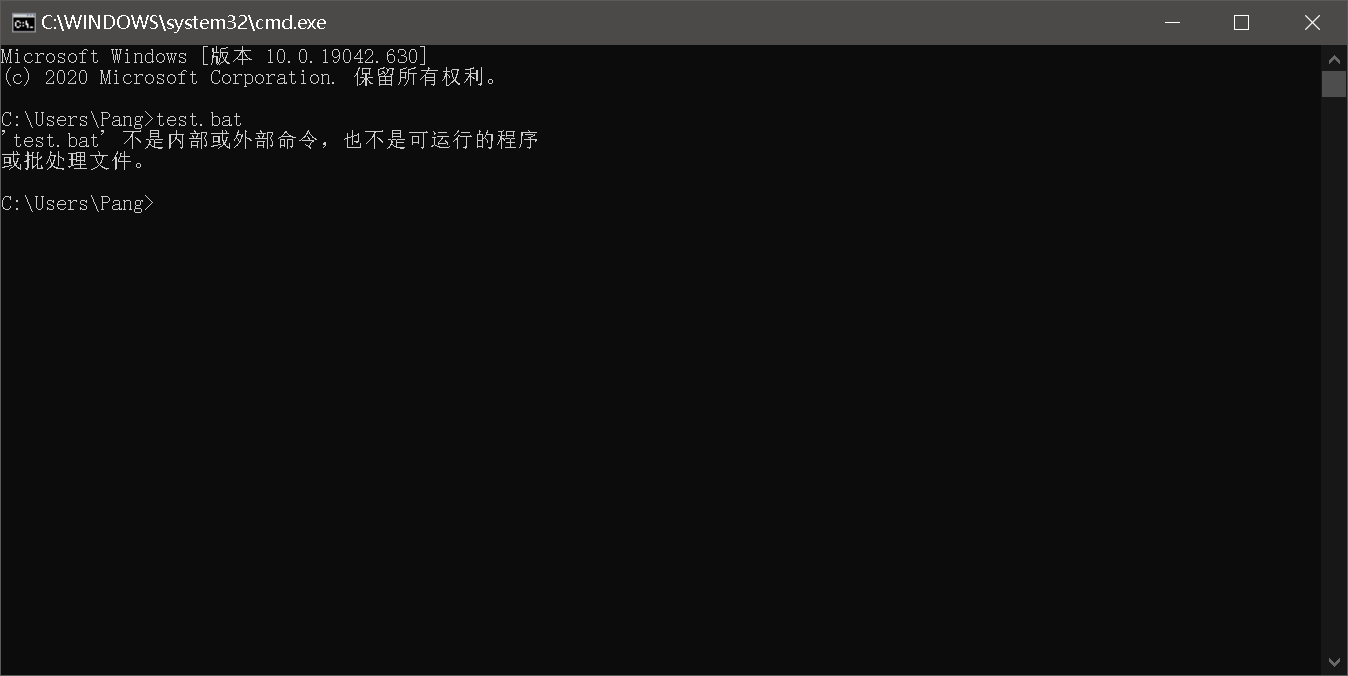 C:\WINDOWS\system32\cmd.exe
Microsoft Windows [版本 10.0.19042.630]
(c) 2020 Microsoft Corporation. 保留所有权利。
C:\Users\Pang>test.bat
'test.bat' 不是内部或外部命令，也不是可运行的程序
或批处理文件。
C:\Users\Pang>